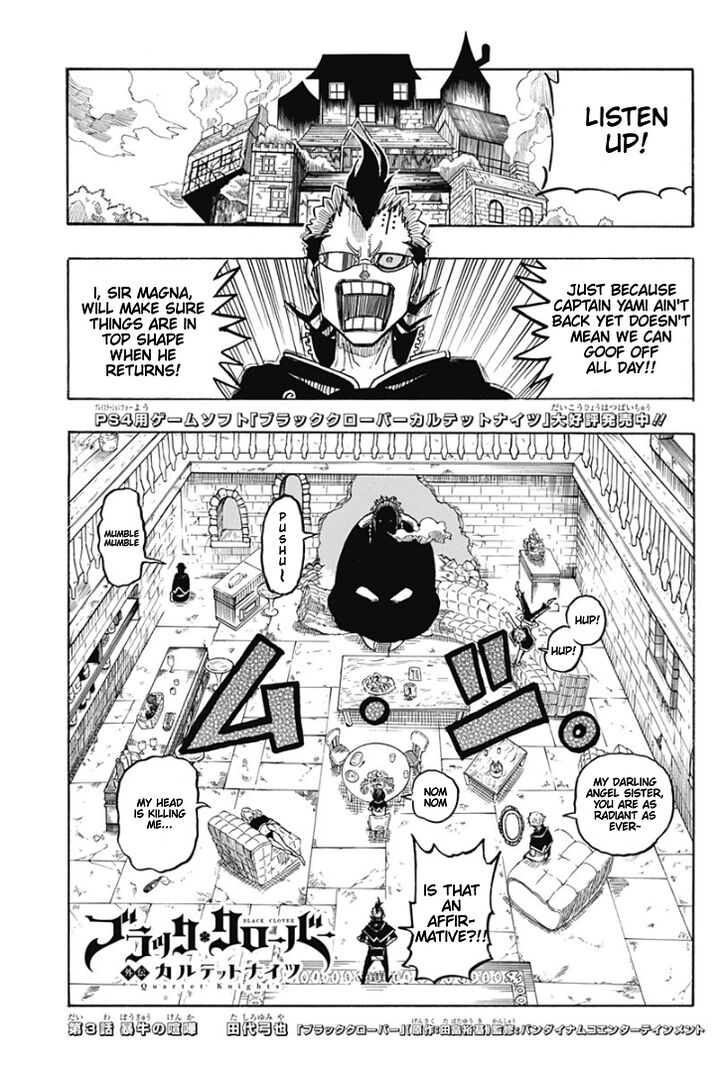 LISTEN
UP!
JUST BECAUSE
CAPTAIN YAMI AIN'T
BACK YET DOESN'T
MEAN WE CAN
GOOF OFF
ALL DAY!!
I, SIR MAGNA,
WILL MAKE SURE
THINGS ARE IN
TOP SHAPE
WHEN HE
RETURNS!
PS4用ゲームソフト「ブラッククローバーカルテットナイツ」大好評発売中!!
MUMBLE
MUMBLE
PUSHU~
HUP!
HUP!
ム・ジ。
MY HEAD
IS KILLING
ME...
NOM
NOM
MY DARLING
ANGEL SISTER,
YOU ARE AS
RADIANT AS
EVER~
IS THAT
AN
AFFIR-
MATIVE?!!
ブラック・クローバー
BLACK CLOVER
外伝 カルテットナイツ
Quartet Knights
第3話 暴牛の喧嘩 田代弓也 「ブラッククローバー」(原作:田畠裕基) 監修:バンダイナムコエンターテインメント